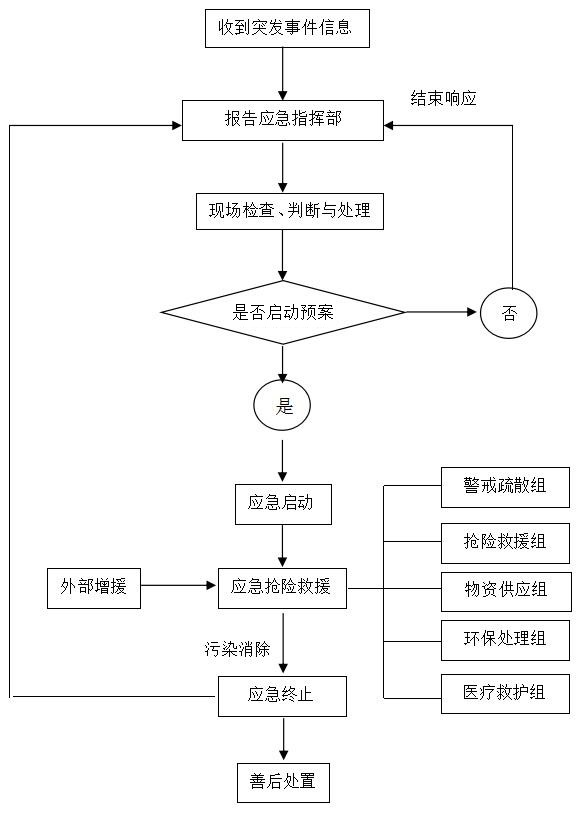 收到突发事件信息
结束响应
报告应急指挥部
现场检查、判断与处理
是否启动预案
否
是
应急启动
警戒疏散组
抢险救援组
外部增援
应急抢险救援
物资供应组
环保处理组
污染消除
应急终止
医疗救护组
善后处置